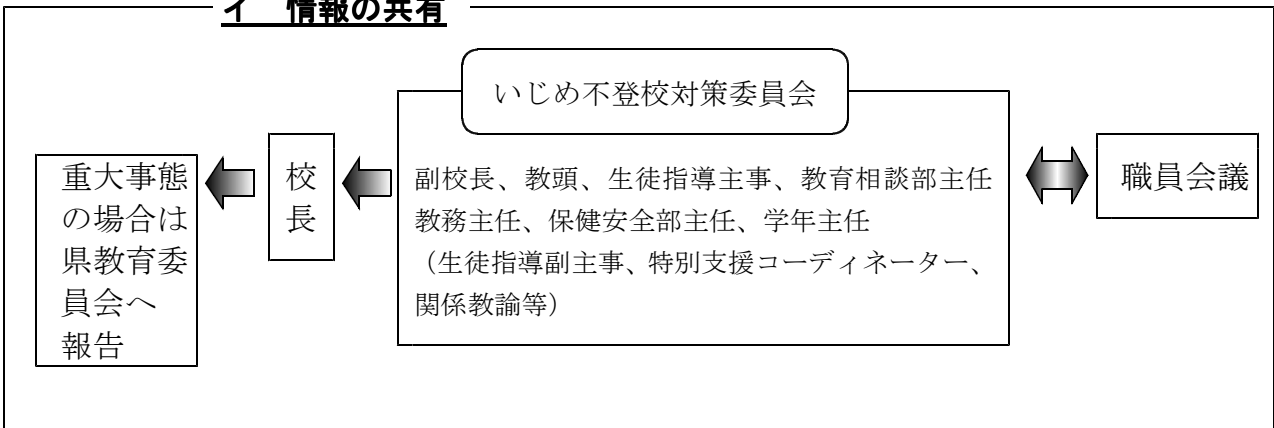 イ 情報の共有
いじめ不登校対策委員会
重大事態
の場合は
県教育委
員会へ
報告
校
長
副校長、教頭、生徒指導主事、教育相談部主任
教務主任、保健安全部主任、学年主任
（生徒指導副主事、特別支援コーディネーター、
関係教諭等）
職員会議